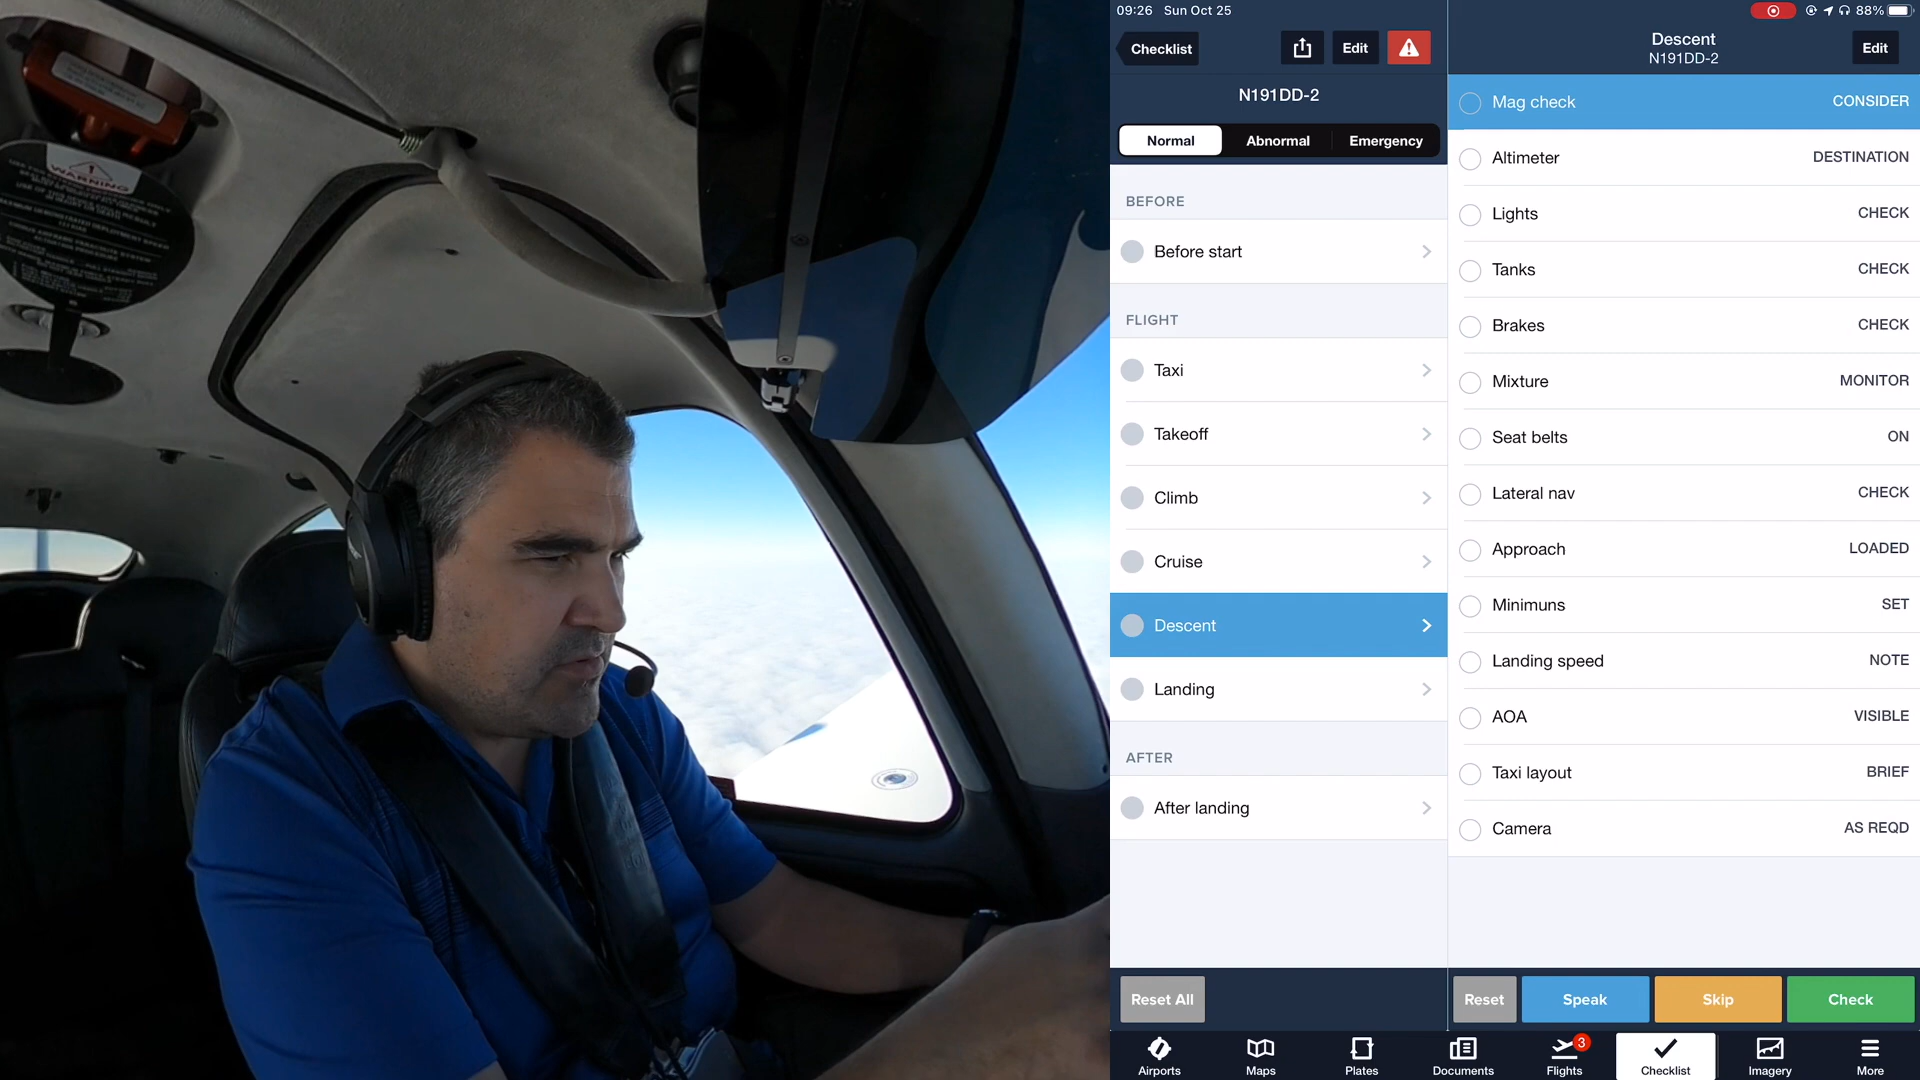 WARNING
09:26 Sun Oct 25
88%
Checklist
Edit
N191DD-2
Normal
Abnormal
Emergency
BEFORE
Before start
FLIGHT
Taxi
Takeoff
Climb
Cruise
Descent
Landing
AFTER
After landing
Reset All
Descent
N191DD-2
Edit
Mag check CONSIDER
Altimeter DESTINATION
Lights CHECK
Tanks CHECK
Brakes CHECK
Mixture MONITOR
Seat belts ON
Lateral nav CHECK
Approach LOADED
Minimuns SET
Landing speed NOTE
AOA VISIBLE
Taxi layout BRIEF
Camera AS REQD
Reset
Speak
Skip
Check
Airports
Maps
Plates
Documents
3
Flights
Checklist
Imagery
More